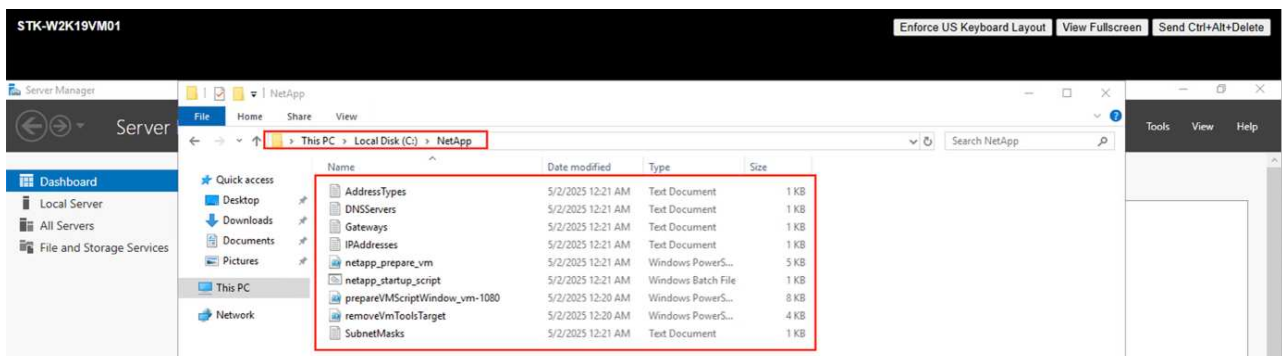 STK-W2K19VM01
Enforce US Keyboard Layout View Fullscreen Send Ctrl+Alt+Delete
Server Manager
NetApp
Server
File Home Share View
Tools View Help
This PC > Local Disk (C:) > NetApp
Search NetApp
Dashboard
Local Server
All Servers
File and Storage Services
Quick access
Desktop
Downloads
Documents
Pictures
This PC
Network
Name Date modified Type Size
AddressTypes 5/2/2025 12:21 AM Text Document 1 KB
DNSServers 5/2/2025 12:21 AM Text Document 1 KB
Gateways 5/2/2025 12:21 AM Text Document 1 KB
IPAddresses 5/2/2025 12:21 AM Text Document 1 KB
netapp_prepare_vm 5/2/2025 12:21 AM Windows PowerS... 5 KB
netapp_startup_script 5/2/2025 12:21 AM Windows Batch File 1 KB
prepareVMScriptWindow_vm-1080 5/2/2025 12:20 AM Windows PowerS... 8 KB
removeVmToolsTarget 5/2/2025 12:20 AM Windows PowerS... 4 KB
SubnetMasks 5/2/2025 12:21 AM Text Document 1 KB